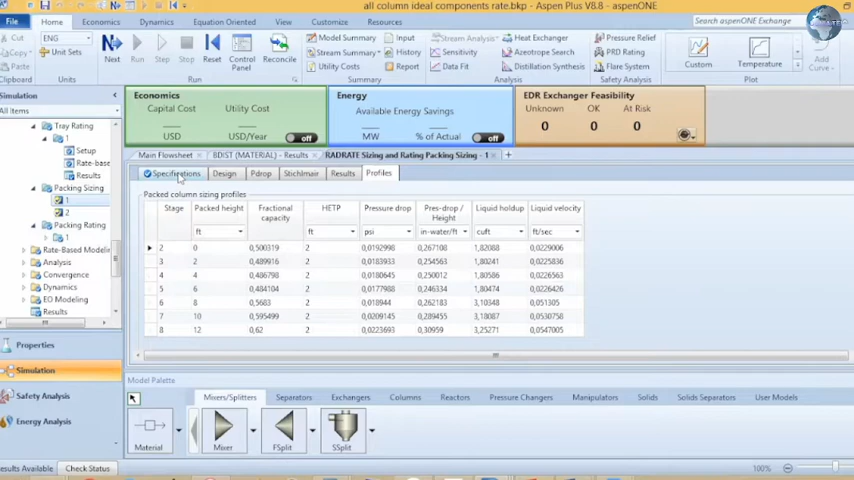 all column ideal components rate.bkp - Aspen Plus V8.8 - aspenONE
File Home Economics Dynamics Equation Oriented View Customize Resources
Search aspenONE Exchange
Cut
Copy
Paste
Clipboard
ENG
Unit Sets
Units
Next Run Step Stop Reset Control Panel Reconcile
Run
Model Summary Input
Stream Summary History
Utility Costs Report
Summary
Stream Analysis Heat Exchanger
Sensitivity Azeotrope Search
Data Fit Distillation Synthesis
Analysis
Pressure Relief
PRD Rating
Flare System
Safety Analysis
Custom Temperature Add Curve
Plot
Simulation
All Items
Tray Rating
1
Setup
Rate-base
Results
Packing Sizing
1
2
Packing Rating
1
Rate-Based Modelin
Analysis
Convergence
Dynamics
EO Modeling
Results
Properties
Simulation
Safety Analysis
Energy Analysis
Economics
Capital Cost Utility Cost
USD USD/Year off
Energy
Available Energy Savings
MW % of Actual off
EDR Exchanger Feasibility
Unknown OK At Risk
0 0 0
Main Flowsheet BDIST (MATERIAL) - Results RADRATE Sizing and Rating Packing Sizing - 1 +
Specifications Design Pdrop Stichlmair Results Profiles
Packed column sizing profiles
Stage Packed height Fractional capacity HETP Pressure drop Pres-drop / Height Liquid holdup Liquid velocity
ft ft psi in-water/ft cuft ft/sec
2 0 0,500319 2 0,0192998 0,267108 1,82088 0,0229006
3 2 0,489916 2 0,0183933 0,254563 1,80241 0,0225836
4 4 0,486798 2 0,0180645 0,250012 1,80586 0,0226563
5 6 0,484104 2 0,0177988 0,246334 1,80474 0,0226426
6 8 0,5683 2 0,018944 0,262183 3,10348 0,051305
7 10 0,595499 2 0,0209145 0,289455 3,18087 0,0530758
8 12 0,62 2 0,0223693 0,30959 3,25271 0,0547005
Model Palette
Mixers/Splitters Separators Exchangers Columns Reactors Pressure Changers Manipulators Solids Solids Separators User Models
Material Mixer FSplit SSplit
Results Available Check Status 100%